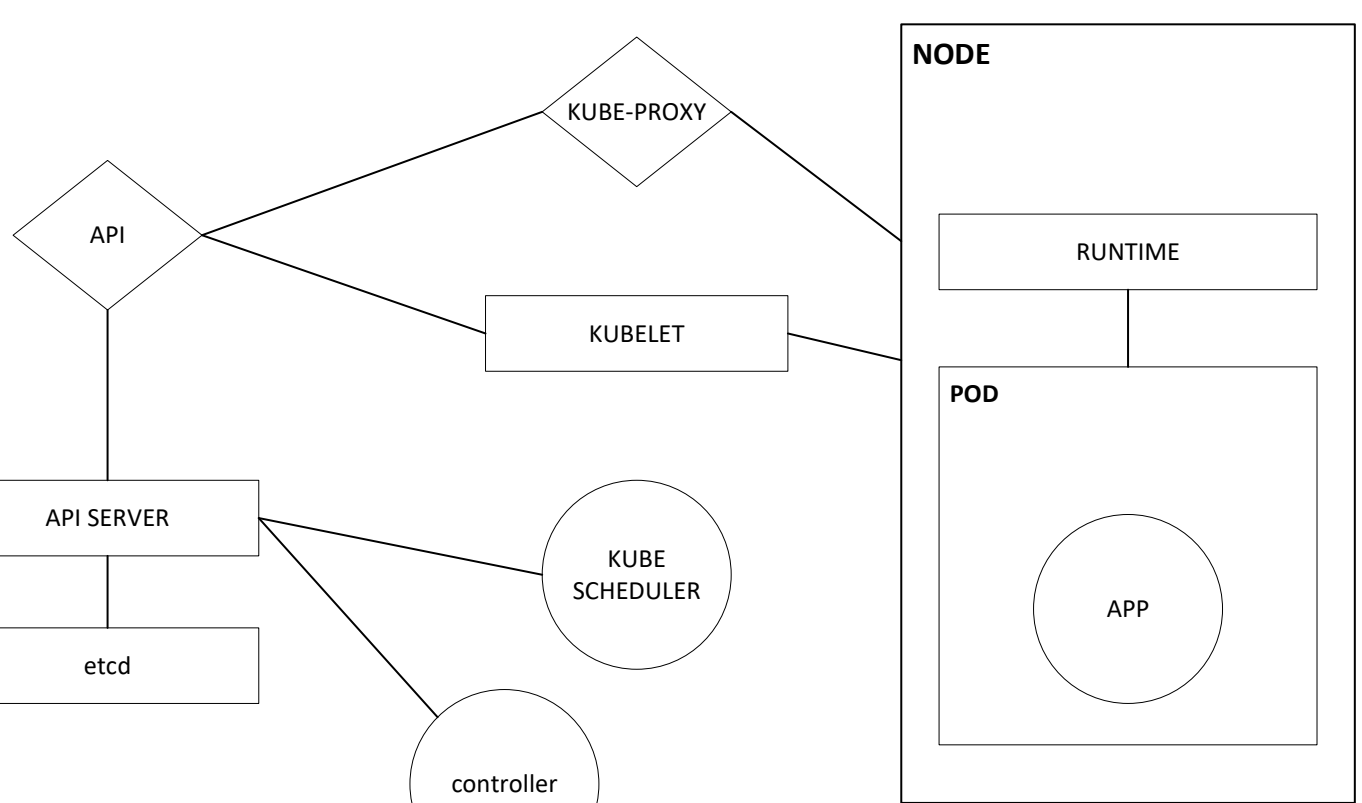 NODE
KUBE-PROXY
API
RUNTIME
KUBELET
POD
API SERVER
KUBE
SCHEDULER
APP
etcd
controller